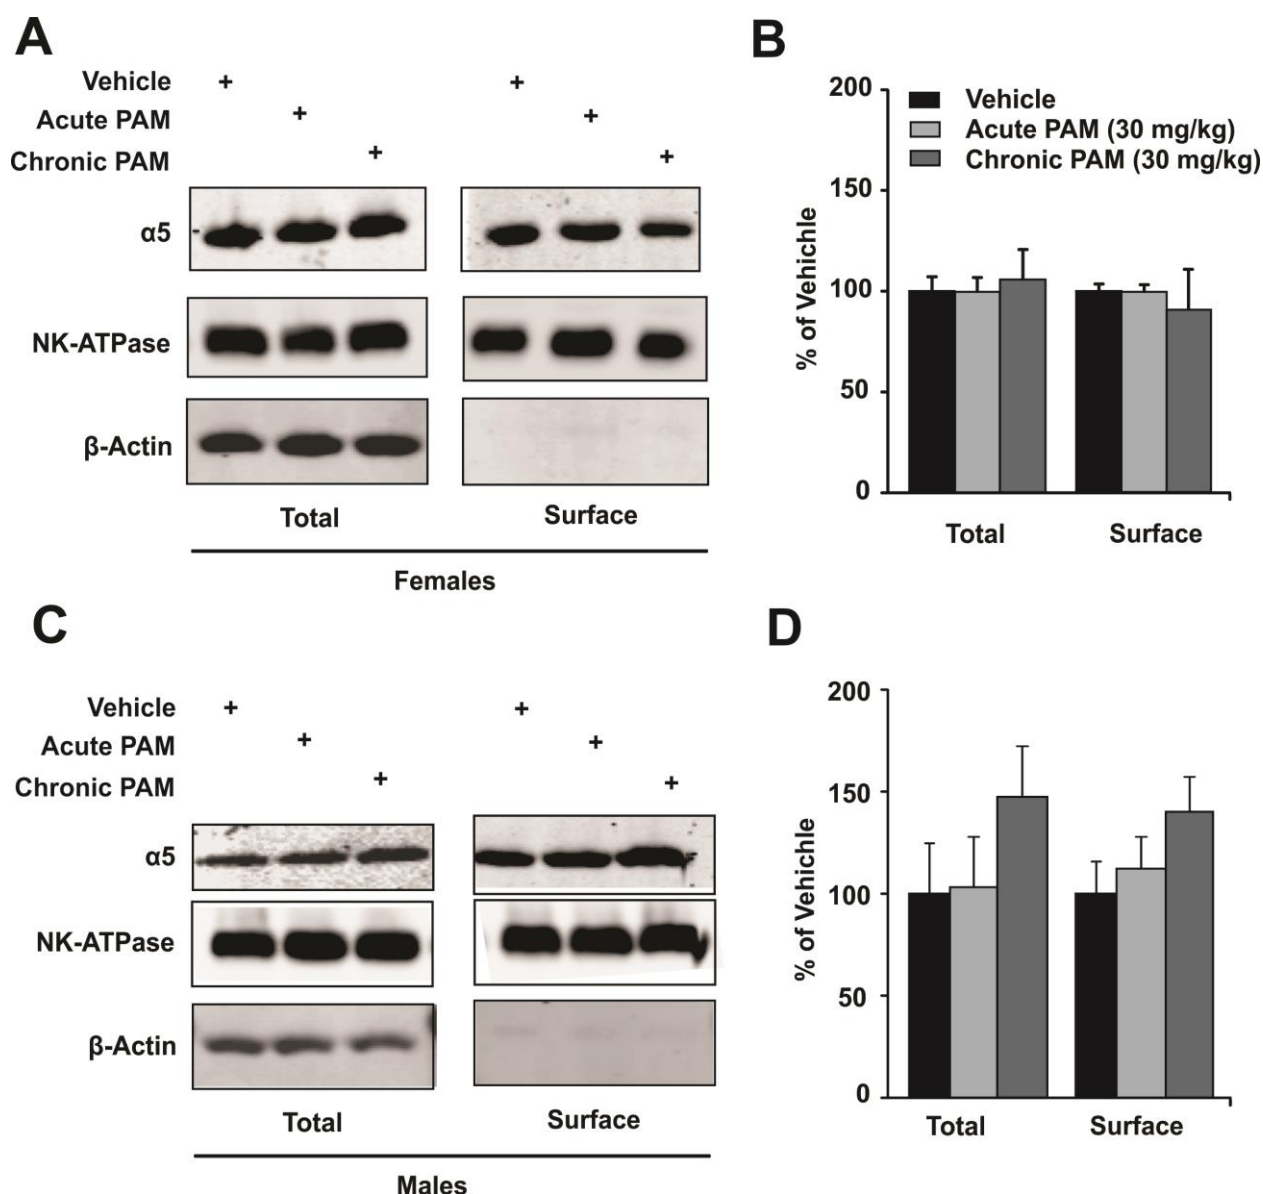 A
Vehicle + +
Acute PAM + +
Chronic PAM + +
α5
NK-ATPase
β-Actin
Total Surface
Females
B
200
150
100
50
0
% of Vehichle
Vehicle
Acute PAM (30 mg/kg)
Chronic PAM (30 mg/kg)
Total Surface
C
Vehicle + +
Acute PAM + +
Chronic PAM + +
α5
NK-ATPase
β-Actin
Total Surface
Males
D
200
150
100
50
0
% of Vehichle
Total Surface